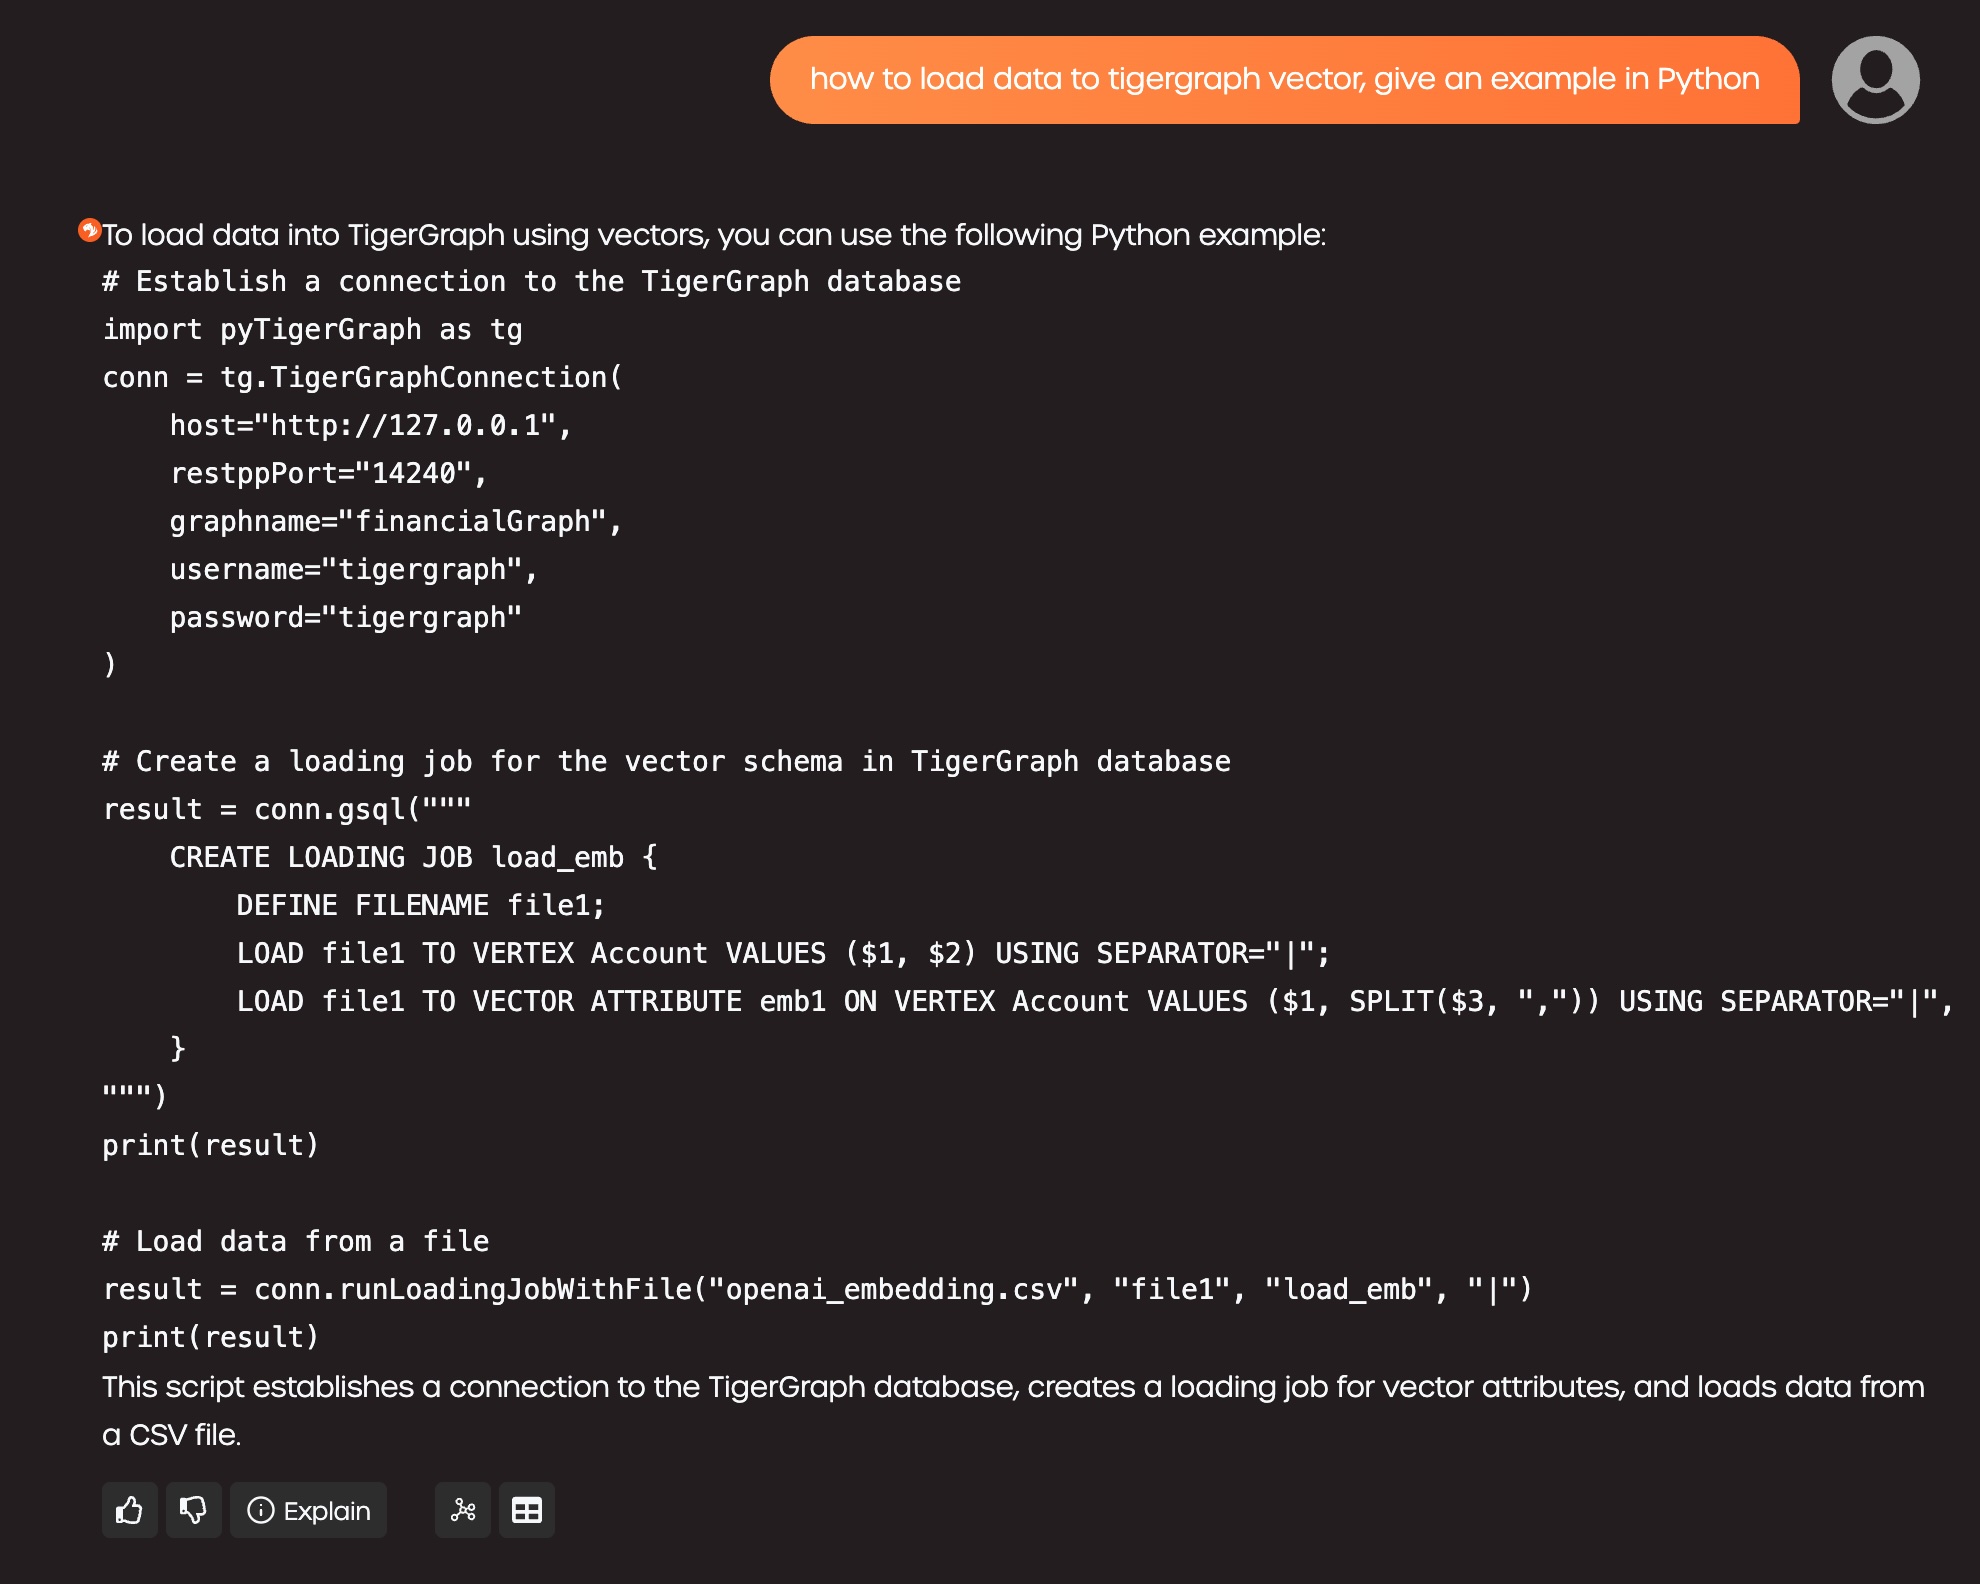 how to load data to tigergraph vector, give an example in Python
To load data into TigerGraph using vectors, you can use the following Python example:
# Establish a connection to the TigerGraph database
import pyTigerGraph as tg
conn = tg.TigerGraphConnection(
    host="http://127.0.0.1",
    restppPort="14240",
    graphname="financialGraph",
    username="tigergraph",
    password="tigergraph"
)
# Create a loading job for the vector schema in TigerGraph database
result = conn.gsql("""
    CREATE LOADING JOB load_emb {
        DEFINE FILENAME file1;
        LOAD file1 TO VERTEX Account VALUES ($1, $2) USING SEPARATOR="|";
        LOAD file1 TO VECTOR ATTRIBUTE emb1 ON VERTEX Account VALUES ($1, SPLIT($3, ",")) USING SEPARATOR="|",
    }
""")
print(result)
# Load data from a file
result = conn.runLoadingJobWithFile("openai_embedding.csv", "file1", "load_emb", "|")
print(result)
This script establishes a connection to the TigerGraph database, creates a loading job for vector attributes, and loads data from
a CSV file.
Explain